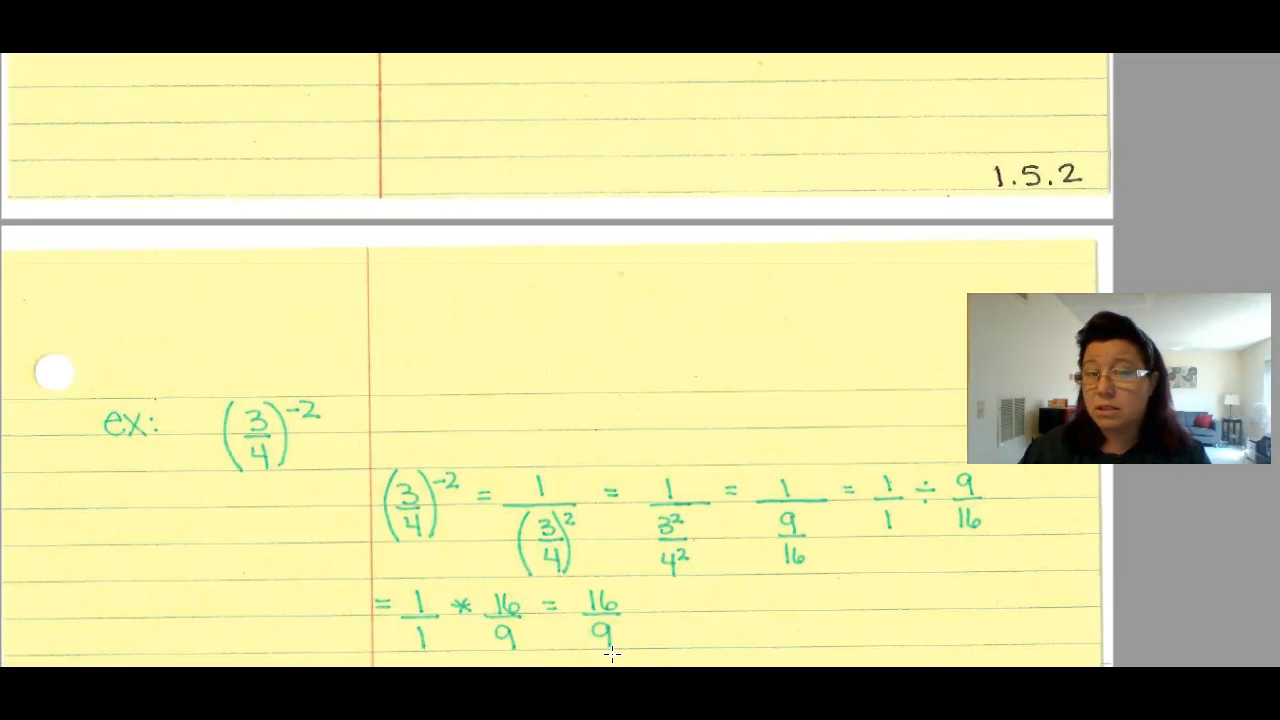 1.5.2
ex: (3/4)^-2
(3/4)^-2 = 1/(3/4)^2 = 1/(3^2/4^2) = 1/(9/16) = 1/1 ÷ 9/16
= 1/1 * 16/9 = 16/9